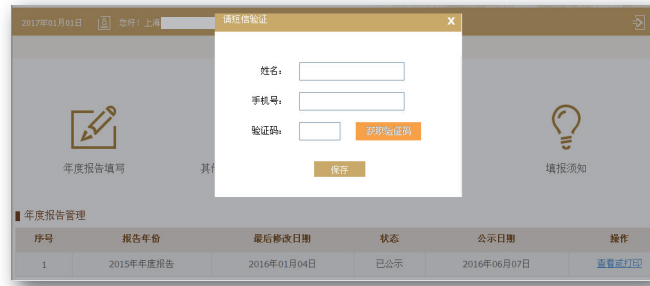 2017年01月01日 您好！上海
请短信验证 X
姓名：
手机号：
验证码： 获取验证码
保存
年度报告填写
其他
填报须知
年度报告管理
序号 报告年份 最后修改日期 状态 公示日期 操作
1 2015年年度报告 2016年01月04日 已公示 2016年06月07日 查看或打印